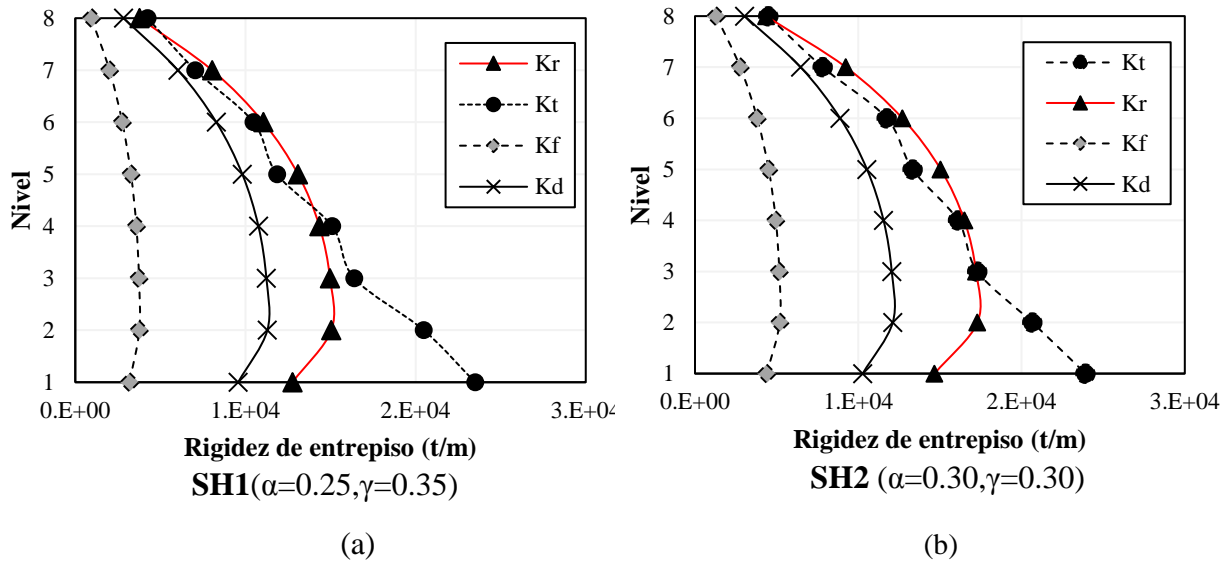 8
7
6
5
4
3
2
1
Nivel
0.E+00
1.E+04
2.E+04
3.E+04
Kr
Kt
Kf
Kd
Rigidez de entrepiso (t/m)
SH1(α=0.25,γ=0.35)
(a)
8
7
6
5
4
3
2
1
Nivel
0.E+00
1.E+04
2.E+04
3.E+04
Kt
Kr
Kf
Kd
Rigidez de entrepiso (t/m)
SH2 (α=0.30,γ=0.30)
(b)